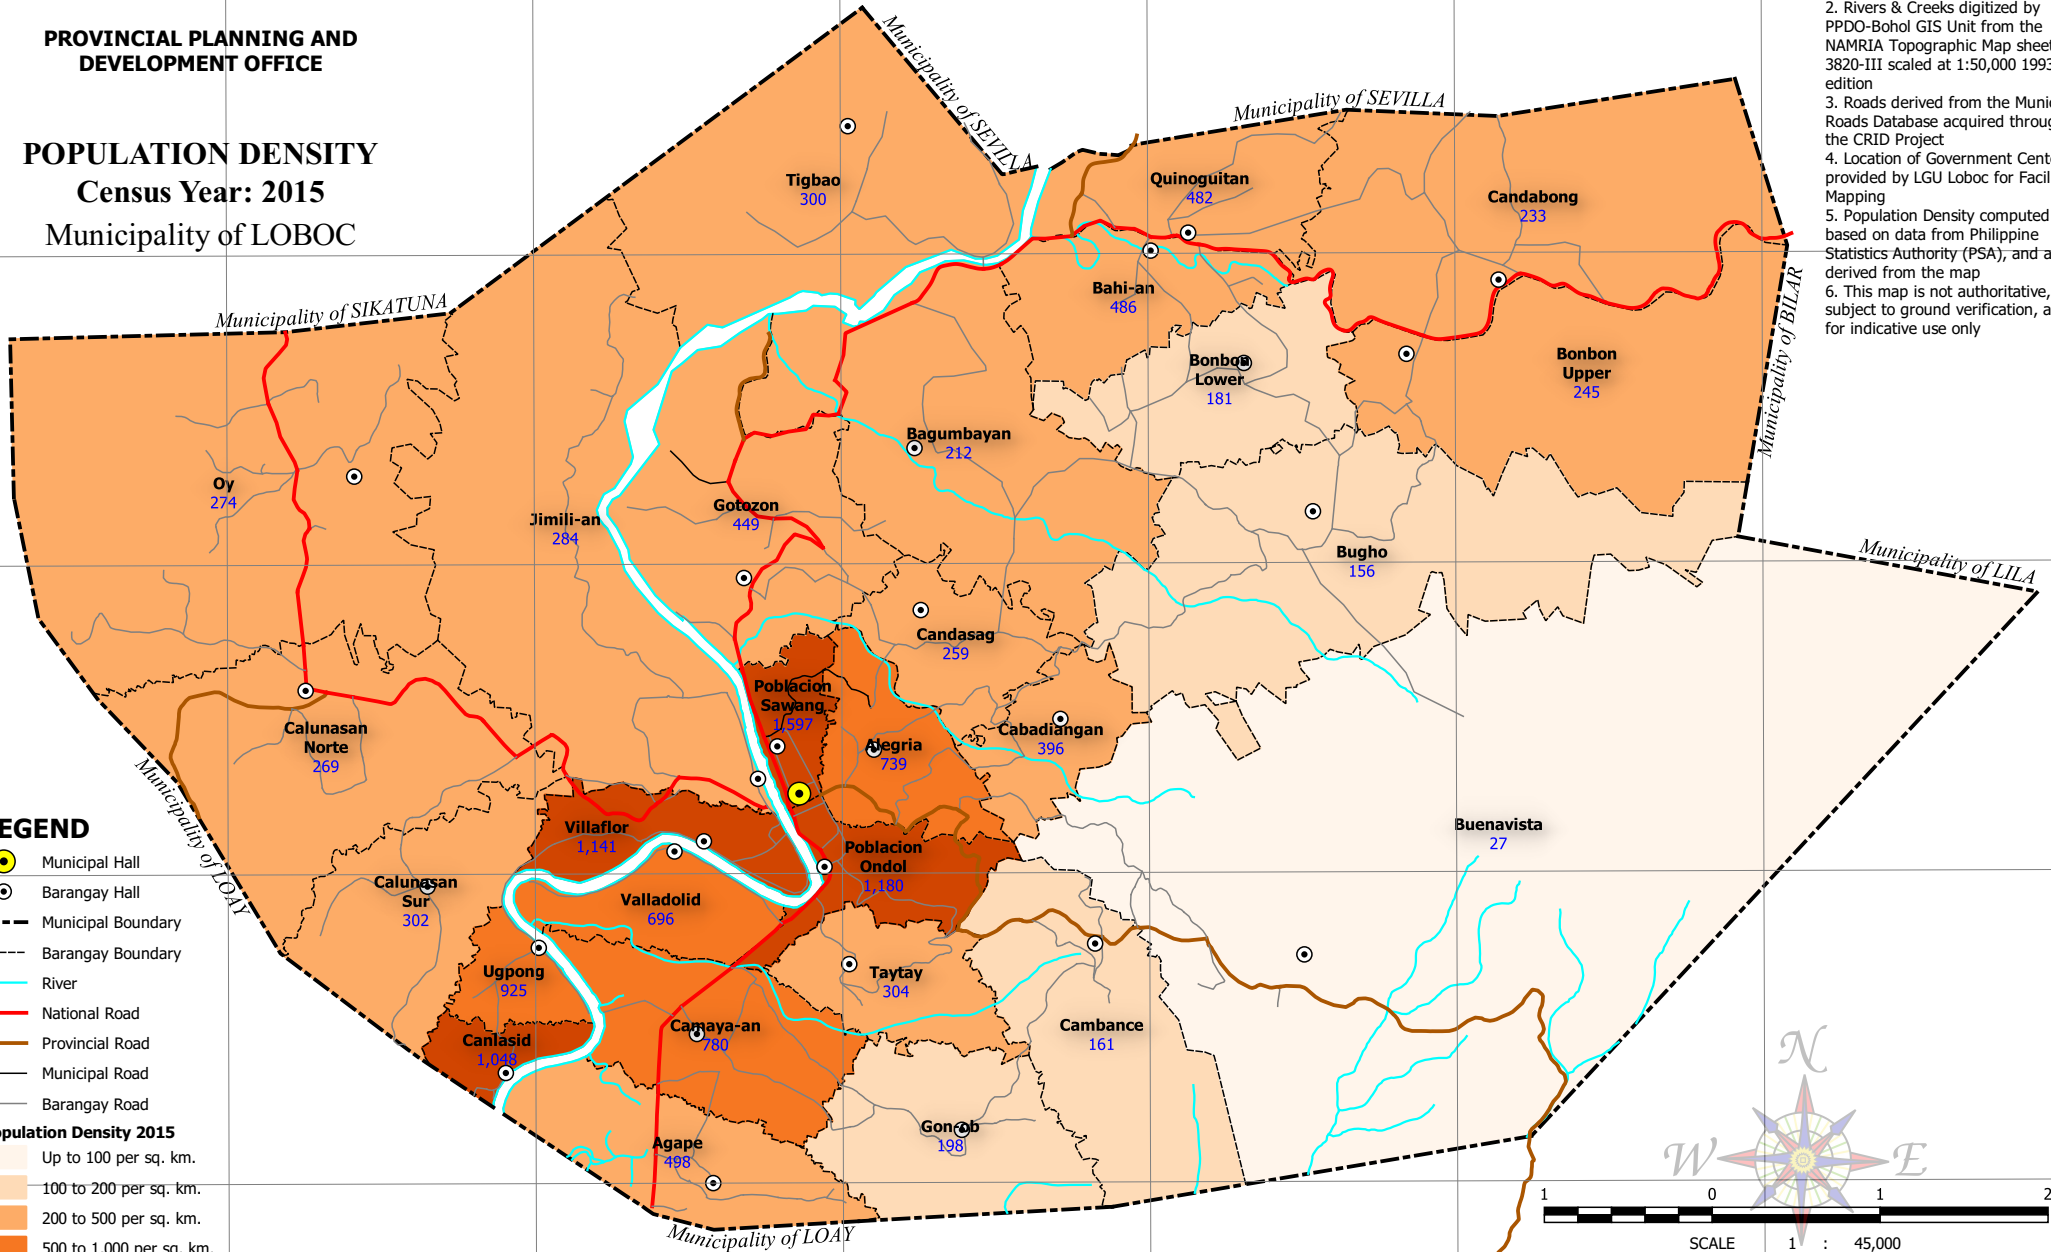 PROVINCIAL PLANNING AND
DEVELOPMENT OFFICE
POPULATION DENSITY
Census Year: 2015
Municipality of LOBOC
2. Rivers & Creeks digitized by
PPDO-Bohol GIS Unit from the
NAMRIA Topographic Map sheet
3820-III scaled at 1:50,000 1993
edition
3. Roads derived from the Munic
Roads Database acquired throug
the CRID Project
4. Location of Government Cent
provided by LGU Loboc for Facil
Mapping
5. Population Density computed
based on data from Philippine
Statistics Authority (PSA), and a
derived from the map
6. This map is not authoritative,
subject to ground verification, a
for indicative use only
Municipality of SEVILLA
Municipality of SEVILLA
Municipality of SIKATUNA
Municipality of BILAR
Municipality of LILA
Municipality of LOAY
Municipality of LOAY
Tigbao
300
Quinoguitan
482
Candabong
233
Bahi-an
486
Bonbon
Lower
181
Bonbon
Upper
245
Bagumbayan
212
Oy
274
Jimili-an
284
Gotozon
449
Bugho
156
Candasag
259
Poblacion
Sawang
1,597
Cabadiangan
396
Alegria
739
Calunasan
Norte
269
Villaflor
1,141
Poblacion
Ondol
1,180
Buenavista
27
Calunasan
Sur
302
Valladolid
696
Ugpong
925
Taytay
304
Canlasid
1,048
Camaya-an
780
Cambance
161
Agape
498
Gon-ob
198
EGEND
Municipal Hall
Barangay Hall
Municipal Boundary
Barangay Boundary
River
National Road
Provincial Road
Municipal Road
Barangay Road
opulation Density 2015
Up to 100 per sq. km.
100 to 200 per sq. km.
200 to 500 per sq. km.
500 to 1,000 per sq. km.
N
W
E
1 0 1 2
SCALE 1 : 45,000